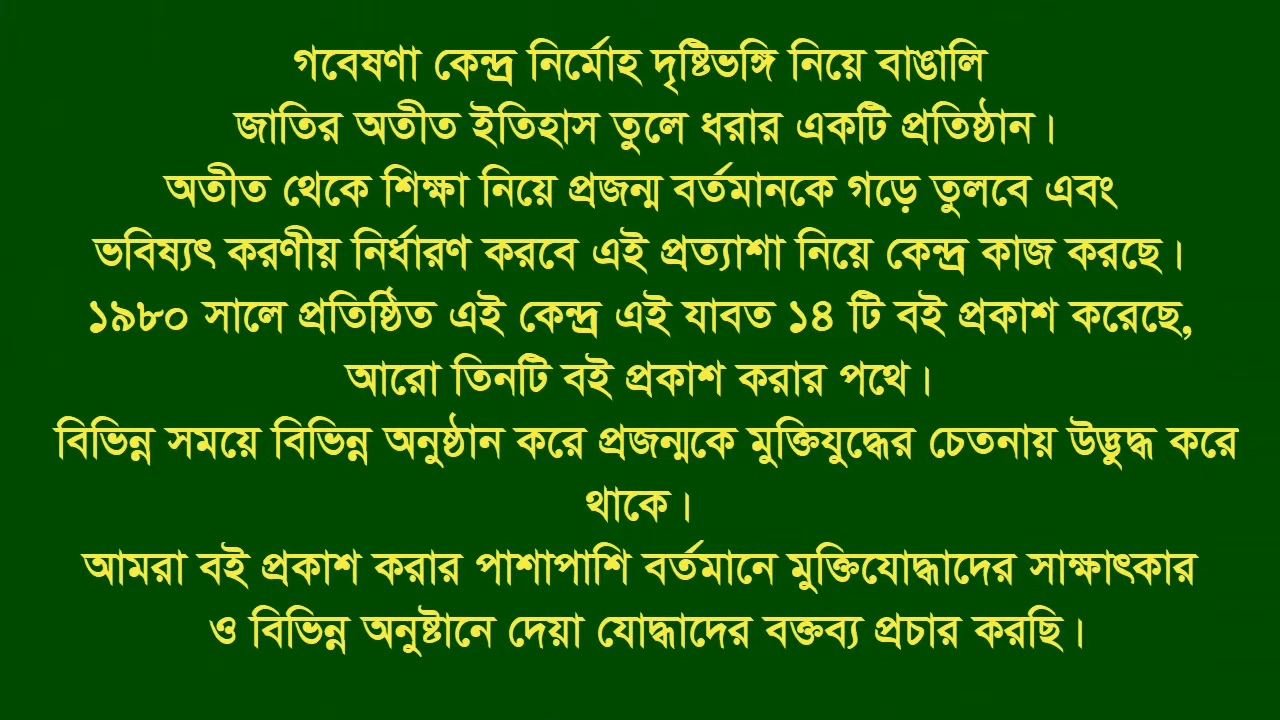 গবেষণা কেন্দ্র নির্মোহ দৃষ্টিভঙ্গি নিয়ে বাঙালি
জাতির অতীত ইতিহাস তুলে ধরার একটি প্রতিষ্ঠান।
অতীত থেকে শিক্ষা নিয়ে প্রজন্ম বর্তমানকে গড়ে তুলবে এবং
ভবিষ্যৎ করণীয় নির্ধারণ করবে এই প্রত্যাশা নিয়ে কেন্দ্র কাজ করছে।
১৯৮০ সালে প্রতিষ্ঠিত এই কেন্দ্র এই যাবত ১৪ টি বই প্রকাশ করেছে,
আরো তিনটি বই প্রকাশ করার পথে।
বিভিন্ন সময়ে বিভিন্ন অনুষ্ঠান করে প্রজন্মকে মুক্তিযুদ্ধের চেতনায় উদ্ভুদ্ধ করে
থাকে।
আমরা বই প্রকাশ করার পাশাপাশি বর্তমানে মুক্তিযোদ্ধাদের সাক্ষাৎকার
ও বিভিন্ন অনুষ্টানে দেয়া যোদ্ধাদের বক্তব্য প্রচার করছি।